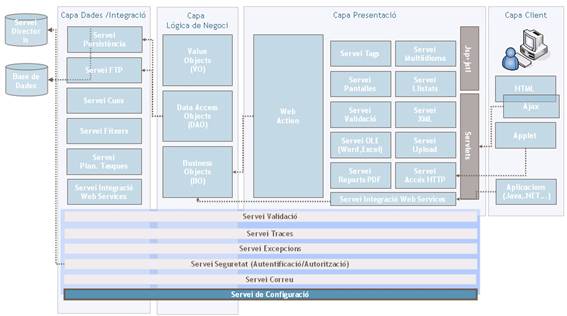 Capa Dades /Integració
Capa
Lògica de Negoci
Capa Presentació
Capa Client
Servei
Directori
is
Base de
Dades
Servei
Persistència
Servei FTP
Servei Cues
Servei Fitxers
Servei
Plan. Tasques
Servei Integració
Web Services
Value
Objects
(VO)
Data Access
Objects
(DAO)
Business
Objects
(BO)
Web
Action
Servei Tags
Servei
Multiidioma
Servei
Pantalles
Servei
Llistats
Servei
Validació
Servei
XML
Servei OLE
(Word,Excel)
Servei
Upload
Servei
Reports PDF
Servei
Accés HTTP
Servei Integració Web Services
Jsp+jstl
Servlets
HTML
Ajax
Applet
Aplicacions
(Java,.NET...)
Servei Validació
Servei Traces
Servei Excepcions
Servei Seguretat (Autentificació/Autorització)
Servei Correu
Servei de Configuració